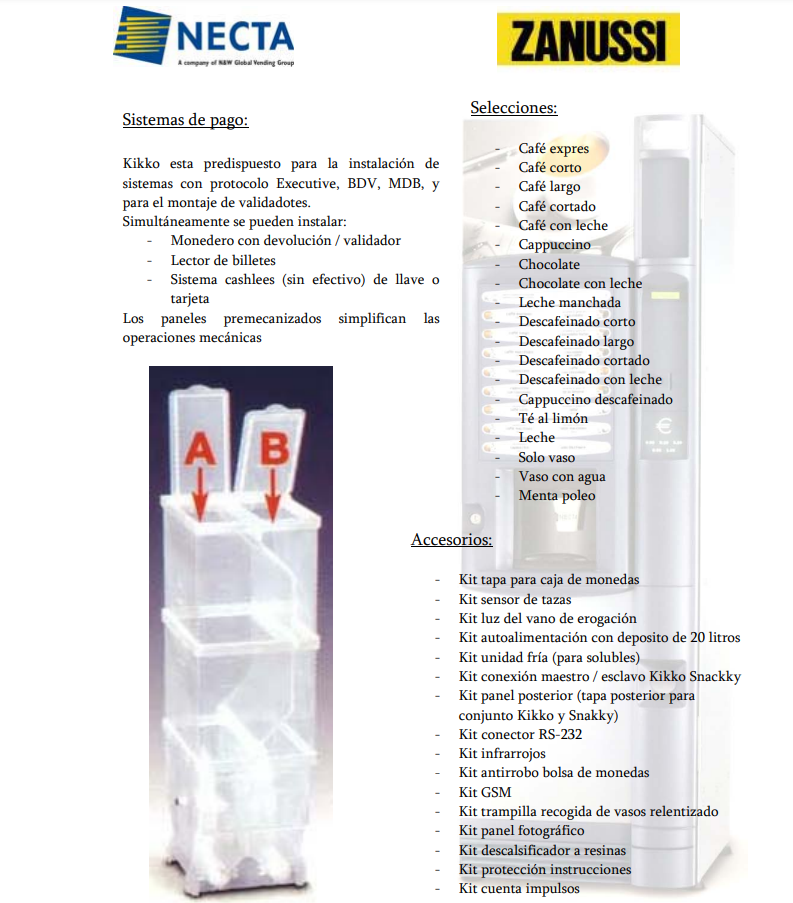 NECTA
A company of N&W Global Vending Group
ZANUSSI
Sistemas de pago:
Kikko esta predispuesto para la instalación de
sistemas con protocolo Executive, BDV, MDB, y
para el montaje de validadotes.
Simultáneamente se pueden instalar:
- Monedero con devolución / validador
- Lector de billetes
- Sistema cashlees (sin efectivo) de llave o
tarjeta
Los paneles premecanizados simplifican las
operaciones mecánicas
A
B
Selecciones:
- Café expres
- Café corto
- Café largo
- Café cortado
- Café con leche
- Cappuccino
- Chocolate
- Chocolate con leche
- Leche manchada
- Descafeinado corto
- Descafeinado largo
- Descafeinado cortado
- Descafeinado con leche
- Cappuccino descafeinado
- Té al limón
- Leche
- Solo vaso
- Vaso con agua
- Menta poleo
€
Accesorios:
- Kit tapa para caja de monedas
- Kit sensor de tazas
- Kit luz del vano de erogación
- Kit autoalimentación con deposito de 20 litros
- Kit unidad fría (para solubles)
- Kit conexión maestro / esclavo Kikko Snackky
- Kit panel posterior (tapa posterior para
conjunto Kikko y Snakky)
- Kit conector RS-232
- Kit infrarrojos
- Kit antirrobo bolsa de monedas
- Kit GSM
- Kit trampilla recogida de vasos relentizado
- Kit panel fotográfico
- Kit descalsificador a resinas
- Kit protección instrucciones
- Kit cuenta impulsos